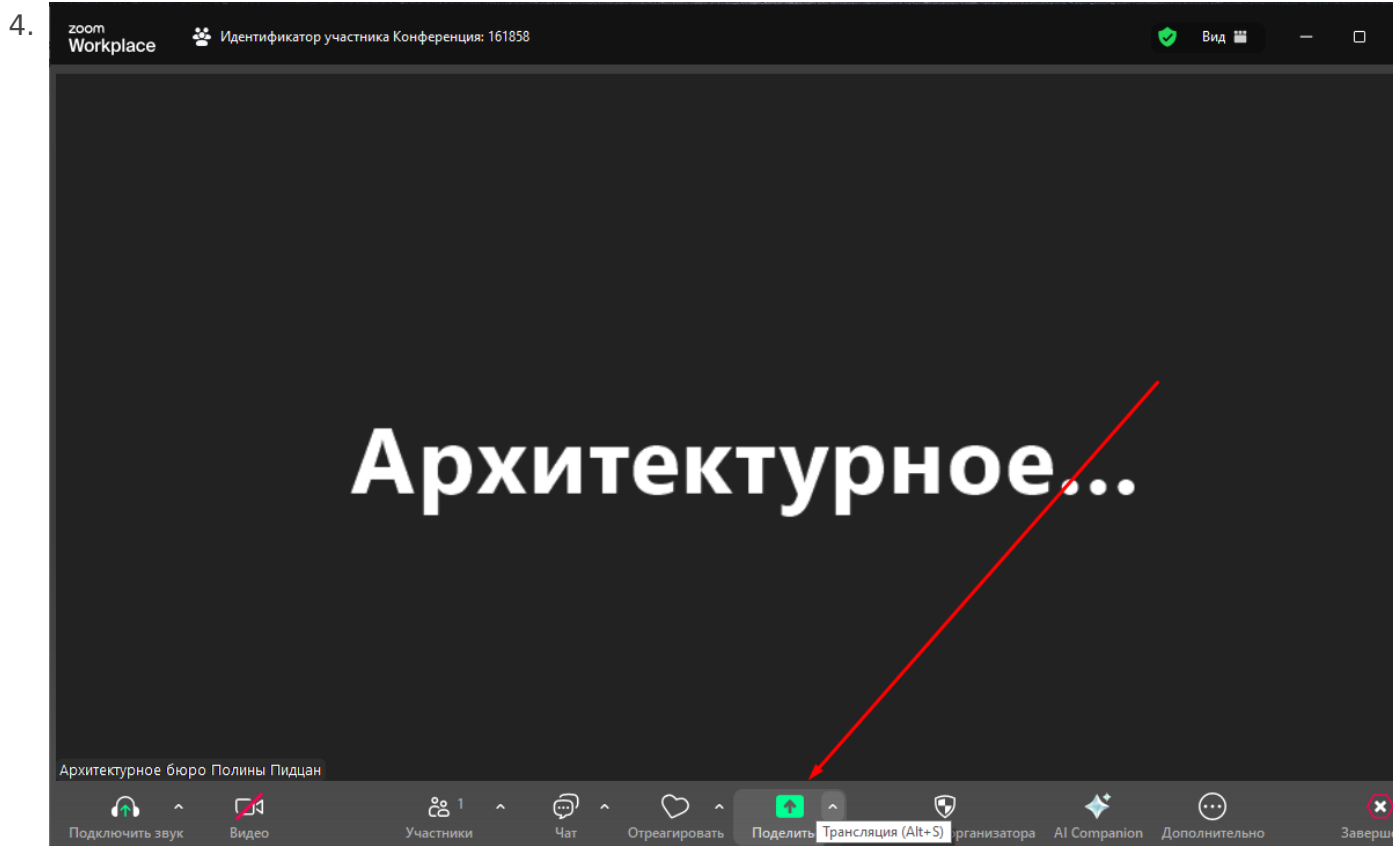 4.
zoom
Workplace
Идентификатор участника Конференция: 161858
Вид
Архитектурное...
Архитектурное бюро Полины Пидцан
1
Подключить звук
Видео
Участники
Чат
Отреагировать
Поделить
Трансляция (Alt+S)
рганизатора
AI Companion
Дополнительно
Заверш